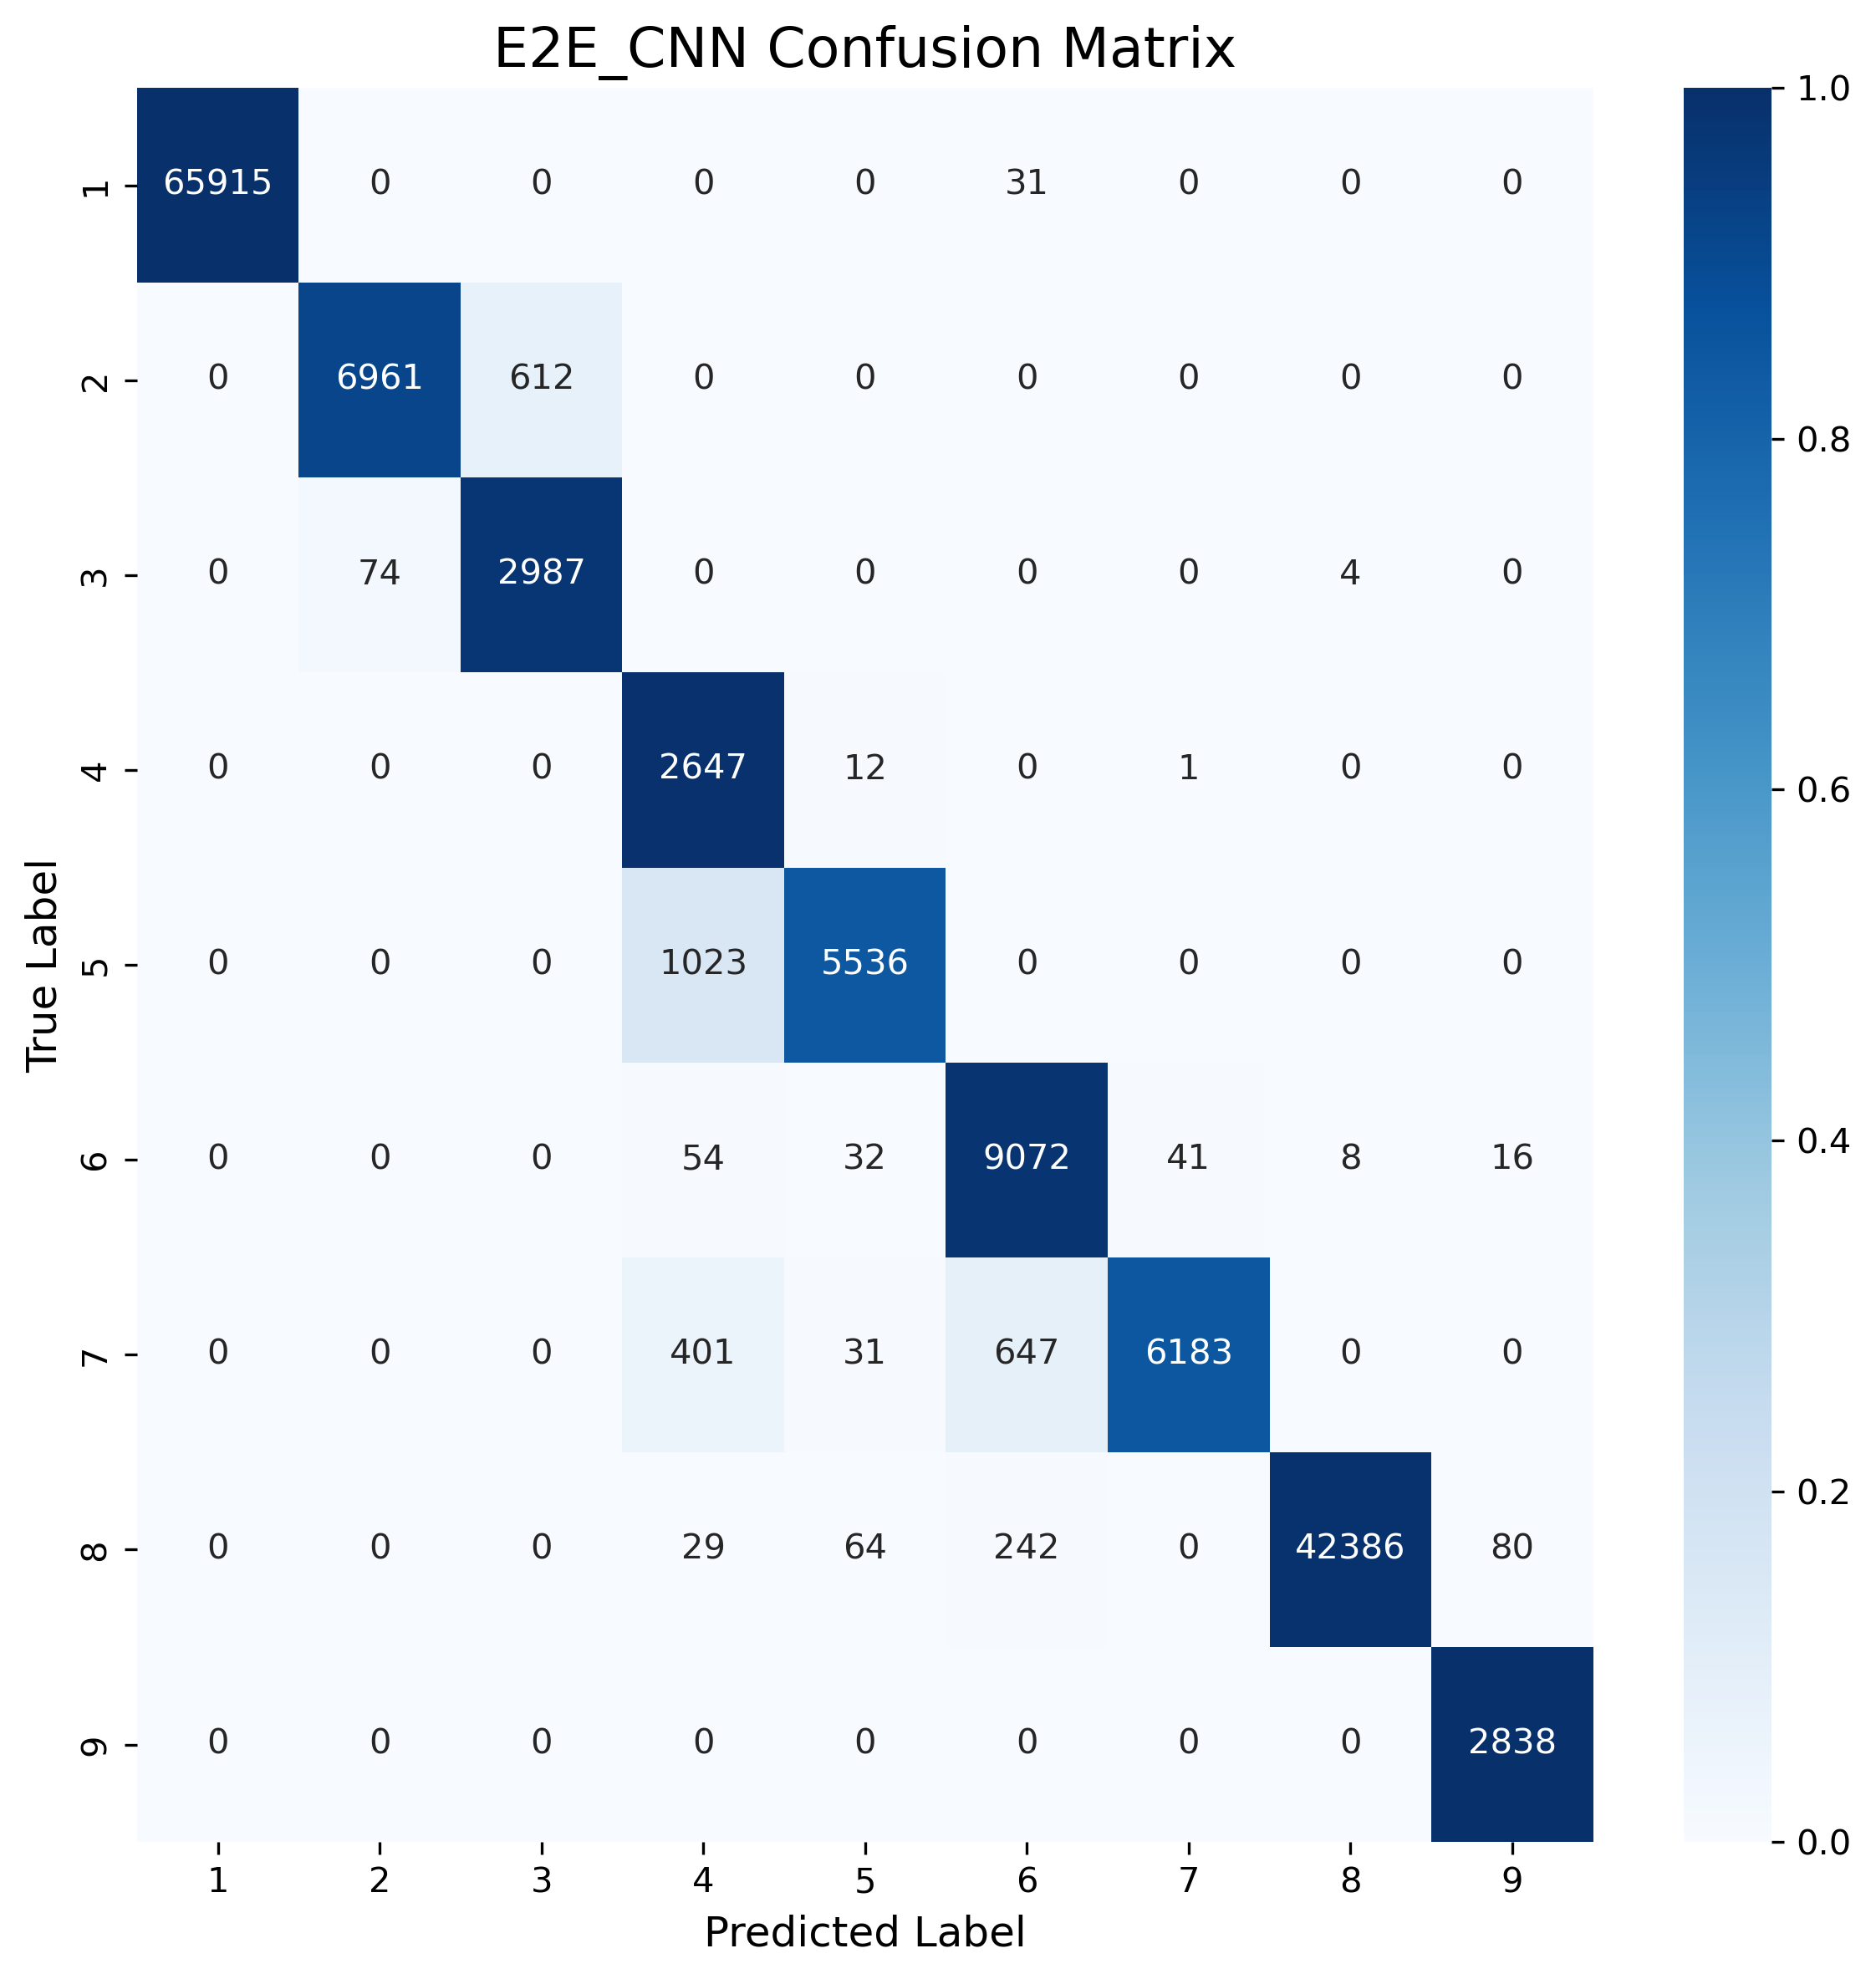 E2E_CNN Confusion Matrix
1 65915 0 0 0 0 31 0 0 0
2 0 6961 612 0 0 0 0 0 0
3 0 74 2987 0 0 0 0 4 0
4 0 0 0 2647 12 0 1 0 0
5 0 0 0 1023 5536 0 0 0 0
6 0 0 0 54 32 9072 41 8 16
7 0 0 0 401 31 647 6183 0 0
8 0 0 0 29 64 242 0 42386 80
9 0 0 0 0 0 0 0 0 2838
1 2 3 4 5 6 7 8 9
Predicted Label
True Label
1.0
0.8
0.6
0.4
0.2
0.0